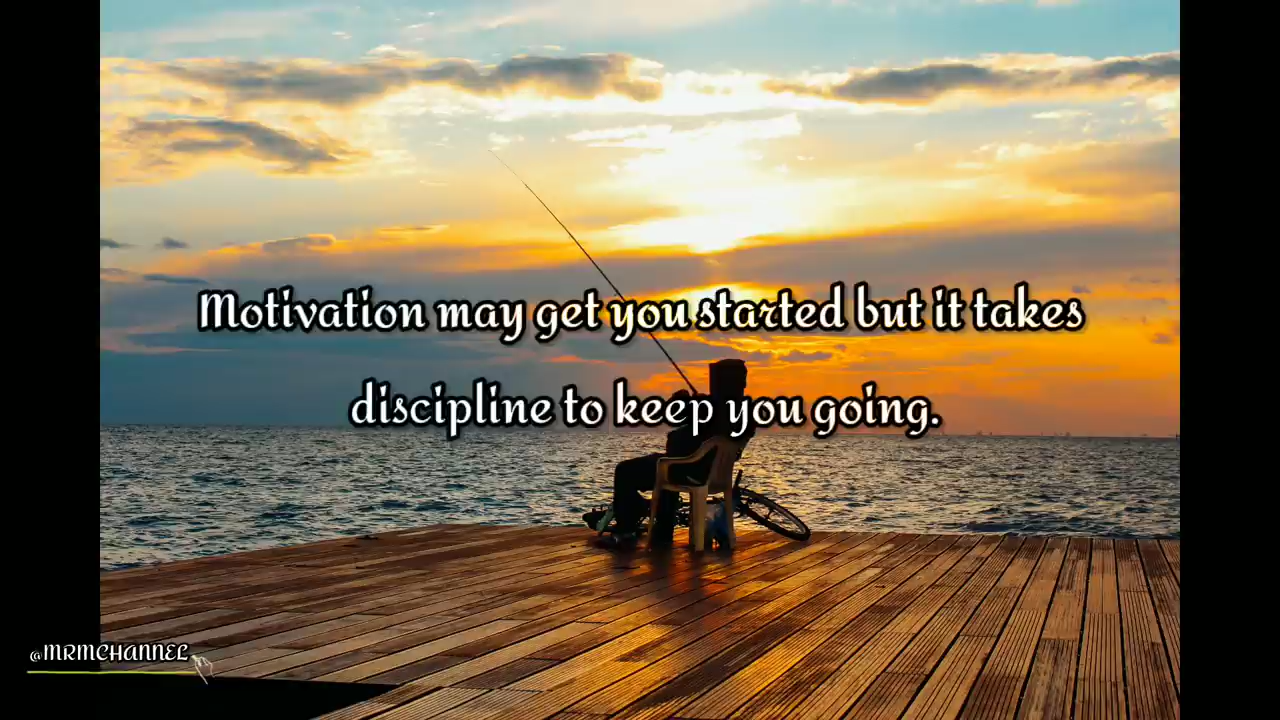 Motivation may get you started but it takes
discipline to keep you going.
@MRMCHANNEL